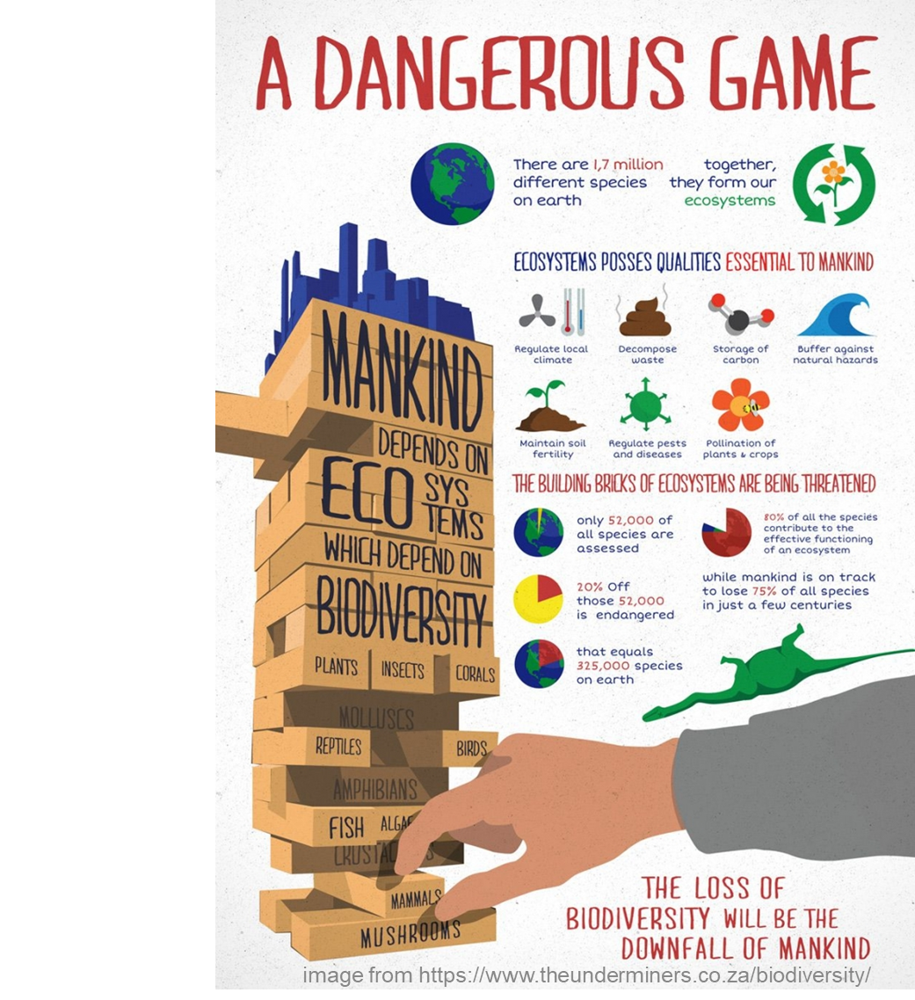 A DANGEROUS GAME
There are 1,7 million
different species
on earth
together,
they form our
ecosystems
ECOSYSTEMS POSSES QUALITIES ESSENTIAL TO MANKIND
Regulate local
climate
Decompose
waste
Storage of
carbon
Buffer against
natural hazards
Maintain soil
fertility
Regulate pests
and diseases
Pollination of
plants & crops
THE BUILDING BRICKS OF ECOSYSTEMS ARE BEING THREATENED
only 52,000 of
all species are
assessed
80% of all the species
contribute to the
effective functioning
of an ecosystem
20% Off
those 52,000
is endangered
while mankind is on track
to lose 75% of all species
in just a few centuries
that equals
325,000 species
on earth
MANKIND
DEPENDS ON
ECO SYS
TEMS
WHICH DEPEND ON
BIODIVERSITY
PLANTS INSECTS CORALS
MOLLUSCS
REPTILES BIRDS
AMPHIBIANS
FISH ALGAE
MAMMALS
MUSHROOMS
THE LOSS OF
BIODIVERSITY WILL BE THE
DOWNFALL OF MANKIND
image from https://www.theunderminers.co.za/biodiversity/